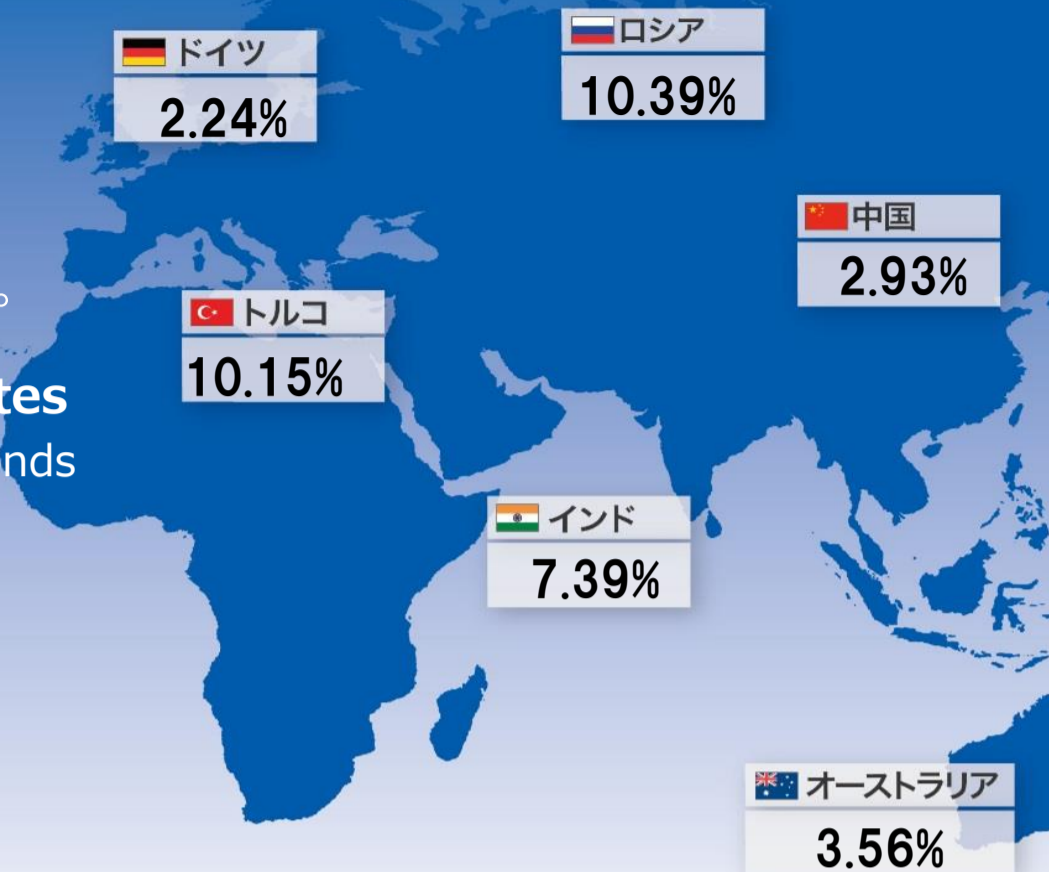 ドイツ
2.24%
ロシア
10.39%
中国
2.93%
。
トルコ
10.15%
tes
nds
インド
7.39%
オーストラリア
3.56%